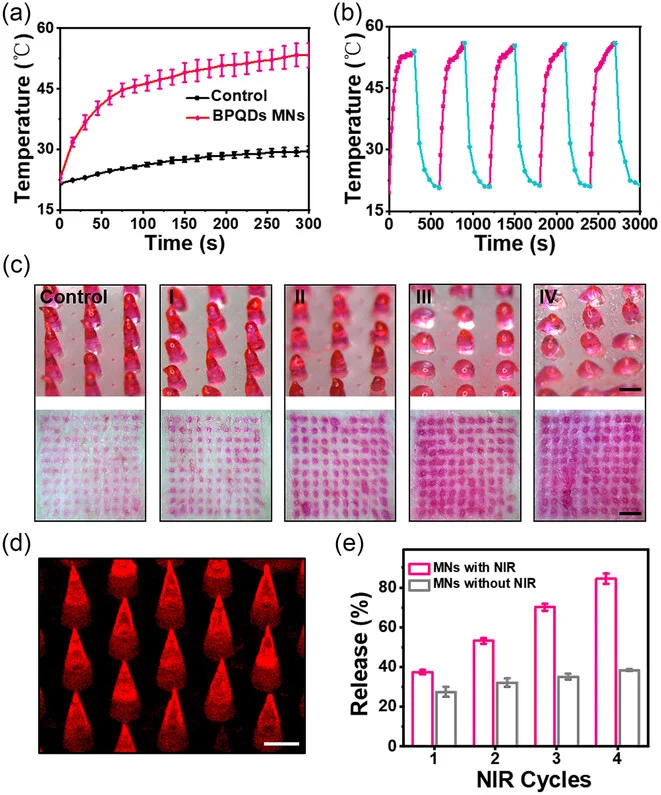 (a)
Temperature (℃)
60
45
30
15
Control
BPQDs MNs
0 50 100 150 200 250 300
Time (s)
(b)
Temperature (℃)
60
45
30
15
0 500 1000 1500 2000 2500 3000
Time (s)
(c)
Control I II III IV
(d)
(e)
Release (%)
80
60
40
20
0
MNs with NIR
MNs without NIR
1 2 3 4
NIR Cycles